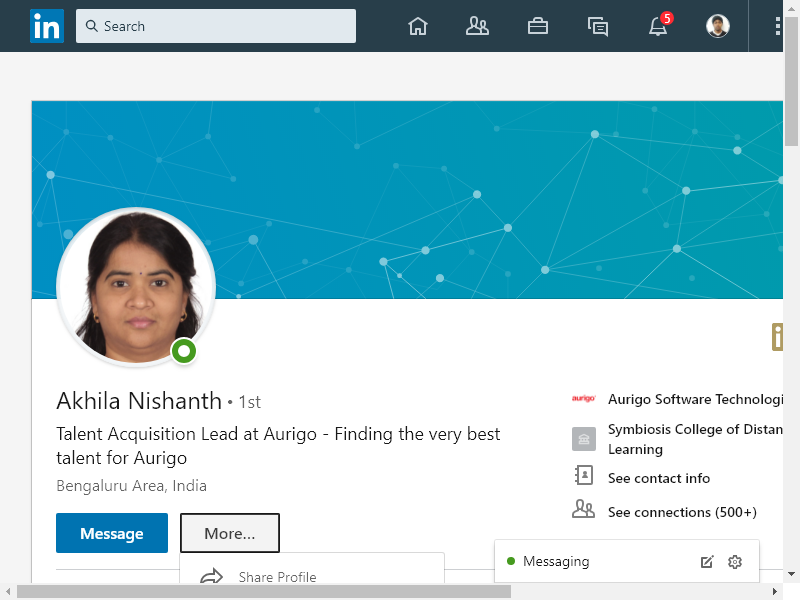 in
Search
5
in
Akhila Nishanth • 1st
Talent Acquisition Lead at Aurigo - Finding the very best
talent for Aurigo
Bengaluru Area, India
Message
More...
Share Profile
aurigo
Aurigo Software Technologi
Symbiosis College of Distan
Learning
See contact info
See connections (500+)
Messaging